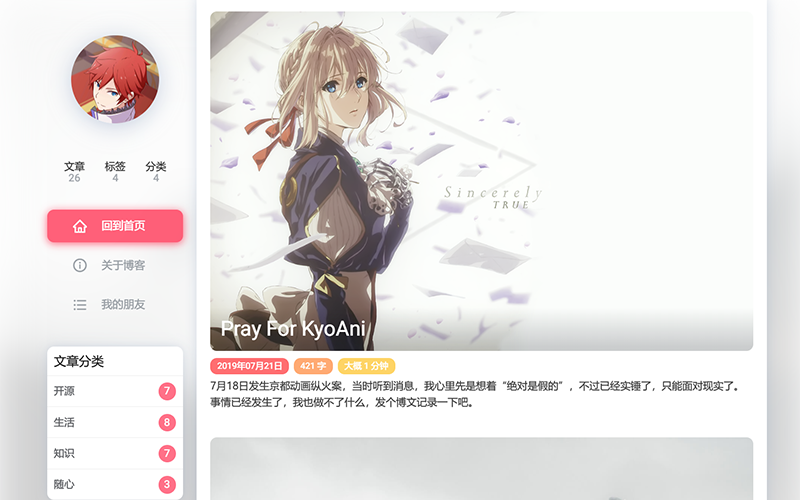 文章 标签 分类
26 4 4
回到首页
关于博客
我的朋友
文章分类
开源 7
生活 8
知识 7
随心 3
Sincerely
TRUE
Pray For KyoAni
2019年07月21日 421 字 大概 1 分钟
7月18日发生京都动画纵火案，当时听到消息，我心里先是想着“绝对是假的”，不过已经实锤了，只能面对现实了。
事情已经发生了，我也做不了什么，发个博文记录一下吧。